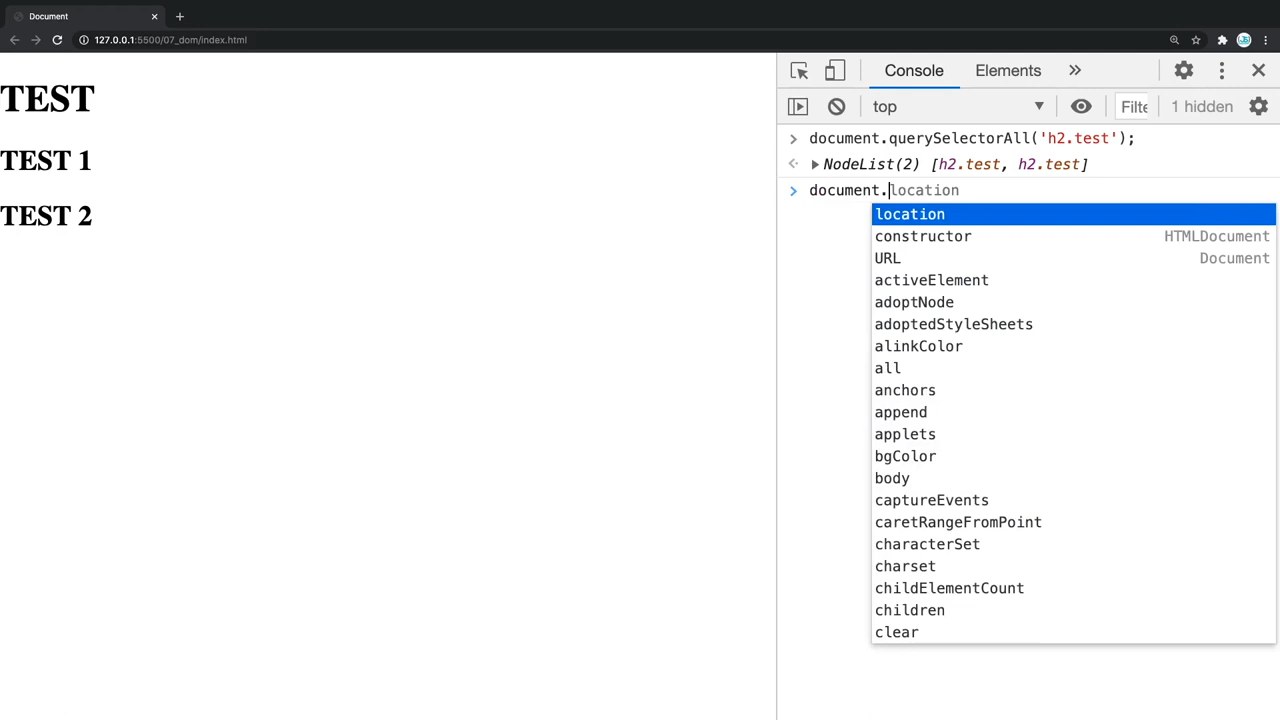 Document
127.0.0.1:5500/07_dom/index.html
TEST
TEST 1
TEST 2
Console Elements
top Filte 1 hidden
document.querySelectorAll('h2.test');
NodeList(2) [h2.test, h2.test]
document.location
location
constructor HTMLDocument
URL Document
activeElement
adoptNode
adoptedStyleSheets
alinkColor
all
anchors
append
applets
bgColor
body
captureEvents
caretRangeFromPoint
characterSet
charset
childElementCount
children
clear